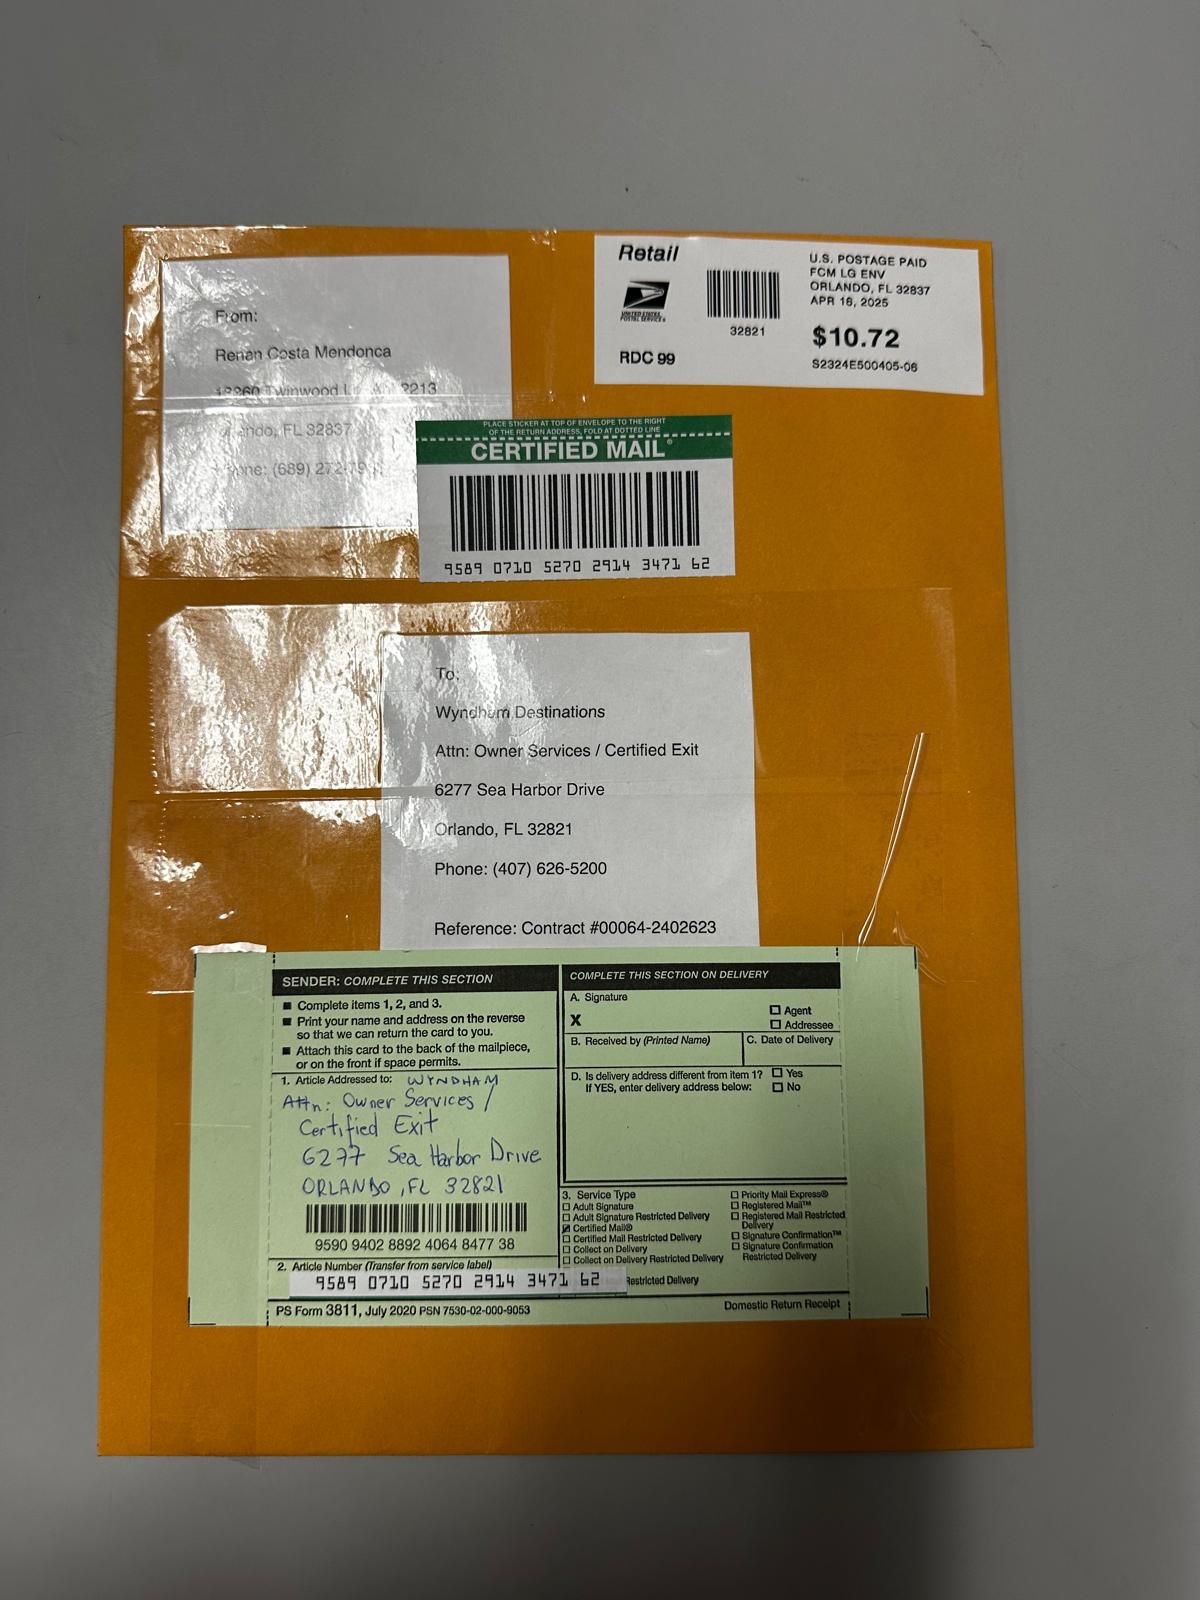 From:
Renan Costa Mendonca
Twinwood 2213
Orlando, FL 32837
Phone: (689)
Retail
UNITED STATES
POSTAL SERVICE®
RDC 99
32821
U.S. POSTAGE PAID
FCM LG ENV
ORLANDO, FL 32837
APR 18, 2025
$10.72
S2324E500405-06
PLACE STICKER AT TOP OF ENVELOPE TO THE RIGHT
OF THE RETURN ADDRESS, FOLD AT DOTTED LINE
CERTIFIED MAIL®
9589 0710 5270 2914 3471 62
To:
Wyndham Destinations
Attn: Owner Services / Certified Exit
6277 Sea Harbor Drive
Orlando, FL 32821
Phone: (407) 626-5200
Reference: Contract #00064-2402623
SENDER: COMPLETE THIS SECTION
■ Complete items 1, 2, and 3.
■ Print your name and address on the reverse
so that we can return the card to you.
■ Attach this card to the back of the mailpiece,
or on the front if space permits.
1. Article Addressed to: WYNDHAM
Attn: Owner Services /
Certified Exit
6277 Sea Harbor Drive
ORLANDO, FL 32821
9590 9402 8892 4064 8477 38
2. Article Number (Transfer from service label)
9589 0710 5270 2914 3471 62
COMPLETE THIS SECTION ON DELIVERY
A. Signature
X
☐ Agent
☐ Addressee
B. Received by (Printed Name)
C. Date of Delivery
D. Is delivery address different from item 1? ☐ Yes
If YES, enter delivery address below: ☐ No
3. Service Type
☐ Adult Signature
☐ Adult Signature Restricted Delivery
☑ Certified Mail®
☐ Certified Mail Restricted Delivery
☐ Collect on Delivery
☐ Collect on Delivery Restricted Delivery
Restricted Delivery
☐ Priority Mail Express®
☐ Registered Mail™
☐ Registered Mail Restricted
Delivery
☐ Signature Confirmation™
☐ Signature Confirmation
Restricted Delivery
PS Form 3811, July 2020 PSN 7530-02-000-9053
Domestic Return Receipt